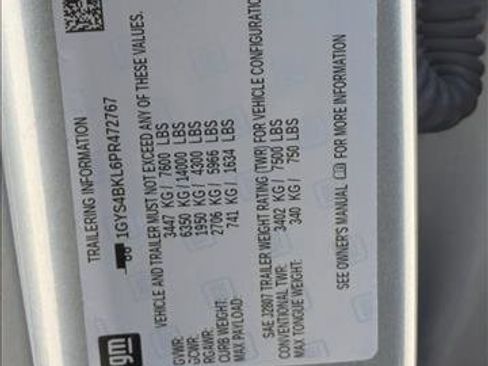 gm
TRAILERING INFORMATION
1GYS4BKL6PR472767
VEHICLE AND TRAILER MUST NOT EXCEED ANY OF THESE VALUES.
GVWR: 3447 KG / 7600 LBS
GCWR: 6350 KG / 14000 LBS
RGAWR: 1950 KG / 4300 LBS
CURB WEIGHT: 2706 KG / 5966 LBS
MAX PAYLOAD: 741 KG / 1634 LBS
SAE J2807 TRAILER WEIGHT RATING (TWR) FOR VEHICLE CONFIGURATION
CONVENTIONAL TWR: 3402 KG / 7500 LBS
MAX TONGUE WEIGHT: 340 KG / 750 LBS
SEE OWNER'S MANUAL FOR MORE INFORMATION